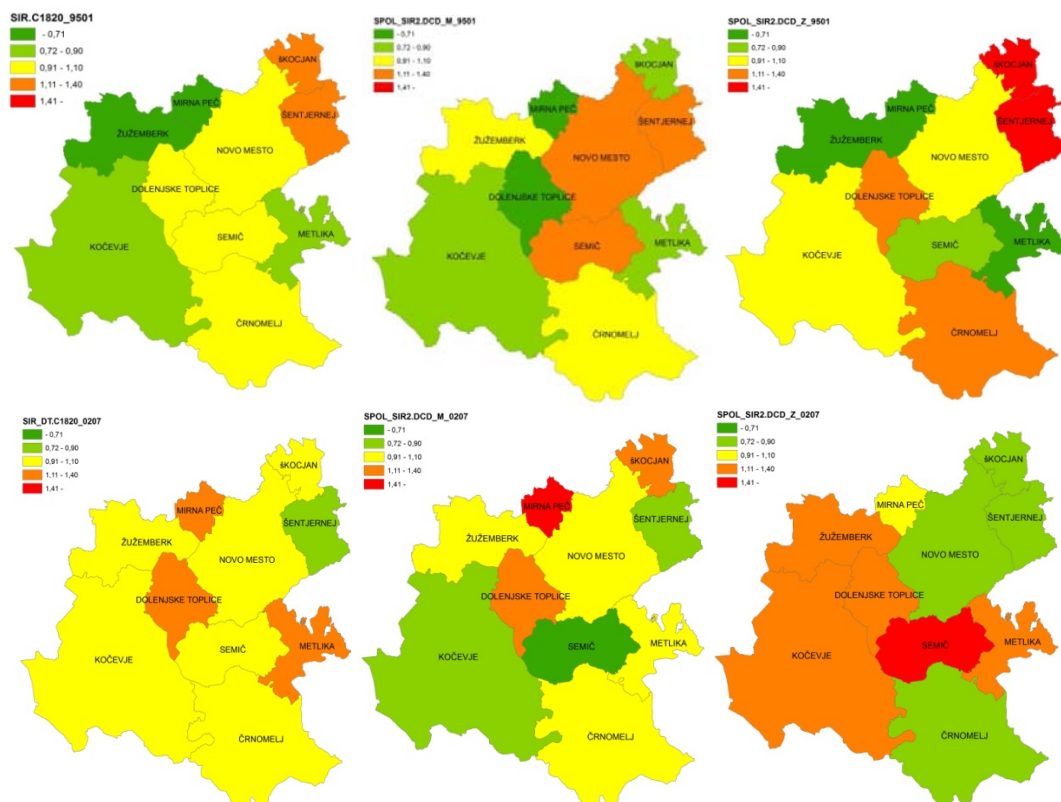 SIR.C1820_9501
- 0,71
0,72 - 0,90
0,91 - 1,10
1,11 - 1,40
1,41 -
šKOCJAN
MIRNA PEČ
ŠENTJERNEJ
ŽUŽEMBERK
NOVO MESTO
DOLENJSKE TOPLICE
SEMIČ
METLIKA
KOČEVJE
ČRNOMELJ
SPOL_SIR2.DCD_M_9501
- 0,71
0,72 - 0,90
0,91 - 1,10
1,11 - 1,40
1,41 -
šKOCJAN
MIRNA PEČ
ŠENTJERNEJ
ŽUŽEMBERK
NOVO MESTO
DOLENJSKE TOPLICE
SEMIČ
METLIKA
KOČEVJE
ČRNOMELJ
SPOL_SIR2.DCD_Z_9501
- 0,71
0,72 - 0,90
0,91 - 1,10
1,11 - 1,40
1,41 -
šKOCJAN
MIRNA PEČ
ŠENTJERNEJ
ŽUŽEMBERK
NOVO MESTO
DOLENJSKE TOPLICE
SEMIČ
METLIKA
KOČEVJE
ČRNOMELJ
SIR_DT.C1820_0207
- 0,71
0,72 - 0,90
0,91 - 1,10
1,11 - 1,40
1,41 -
šKOCJAN
MIRNA PEČ
ŠENTJERNEJ
ŽUŽEMBERK
NOVO MESTO
DOLENJSKE TOPLICE
SEMIČ
METLIKA
KOČEVJE
ČRNOMELJ
SPOL_SIR2.DCD_M_0207
- 0,71
0,72 - 0,90
0,91 - 1,10
1,11 - 1,40
1,41 -
šKOCJAN
MIRNA PEČ
ŠENTJERNEJ
ŽUŽEMBERK
NOVO MESTO
DOLENJSKE TOPLICE
SEMIČ
METLIKA
KOČEVJE
ČRNOMELJ
SPOL_SIR2.DCD_Z_0207
- 0,71
0,72 - 0,90
0,91 - 1,10
1,11 - 1,40
1,41 -
šKOCJAN
MIRNA PEČ
ŠENTJERNEJ
ŽUŽEMBERK
NOVO MESTO
DOLENJSKE TOPLICE
SEMIČ
METLIKA
KOČEVJE
ČRNOMELJ